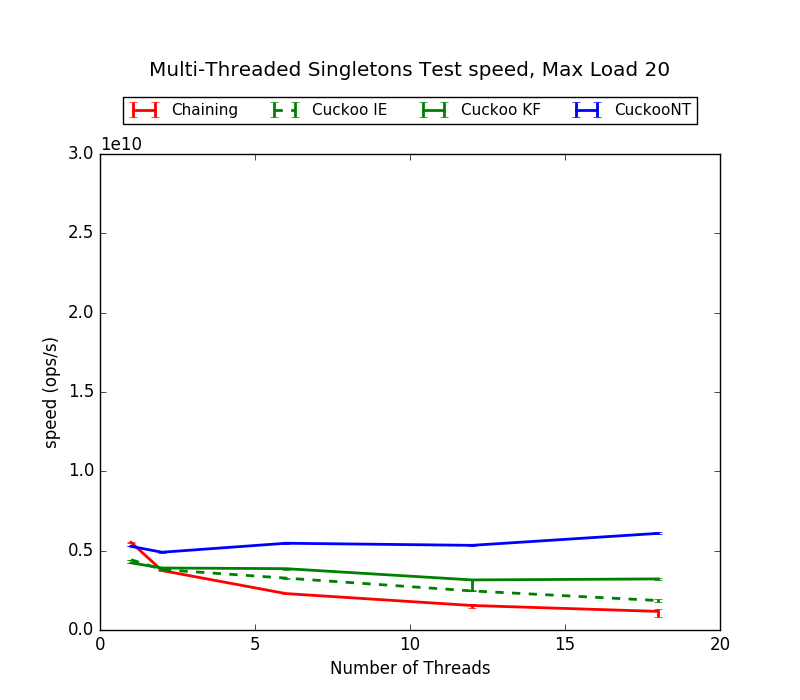 Multi-Threaded Singletons Test speed, Max Load 20
Chaining Cuckoo IE Cuckoo KF CuckooNT
1e10
3.0
2.5
2.0
1.5
1.0
0.5
0.0
speed (ops/s)
0 5 10 15 20
Number of Threads